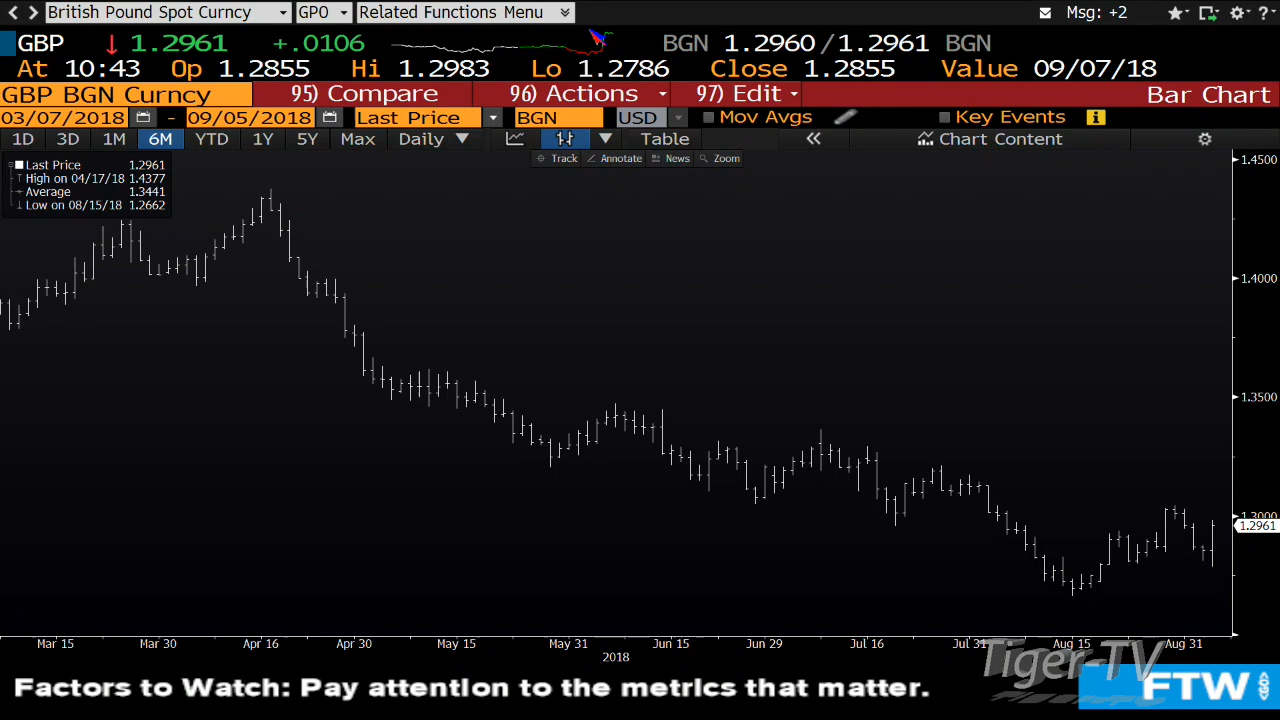 British Pound Spot Curncy GPO Related Functions Menu Msg: +2 ?
GBP ↓ 1.2961 +.0106 BGN 1.2960/1.2961 BGN
At 10:43 Op 1.2855 Hi 1.2983 Lo 1.2786 Close 1.2855 Value 09/07/18
GBP BGN Curncy 95) Compare 96) Actions 97) Edit Bar Chart
03/07/2018 - 09/05/2018 Last Price BGN USD Mov Avgs Key Events i
1D 3D 1M 6M YTD 1Y 5Y Max Daily Table « Chart Content
Track Annotate News Zoom
Last Price 1.2961
High on 04/17/18 1.4377
Average 1.3441
Low on 08/15/18 1.2662
1.4500
1.4000
1.3500
1.3000
1.2961
Mar 15 Mar 30 Apr 16 Apr 30 May 15 May 31 Jun 15 Jun 29 Jul 16 Jul 31 Aug 15 Aug 31
2018
Tiger-TV
Factors to Watch: Pay attention to the metrics that matter.
FTW